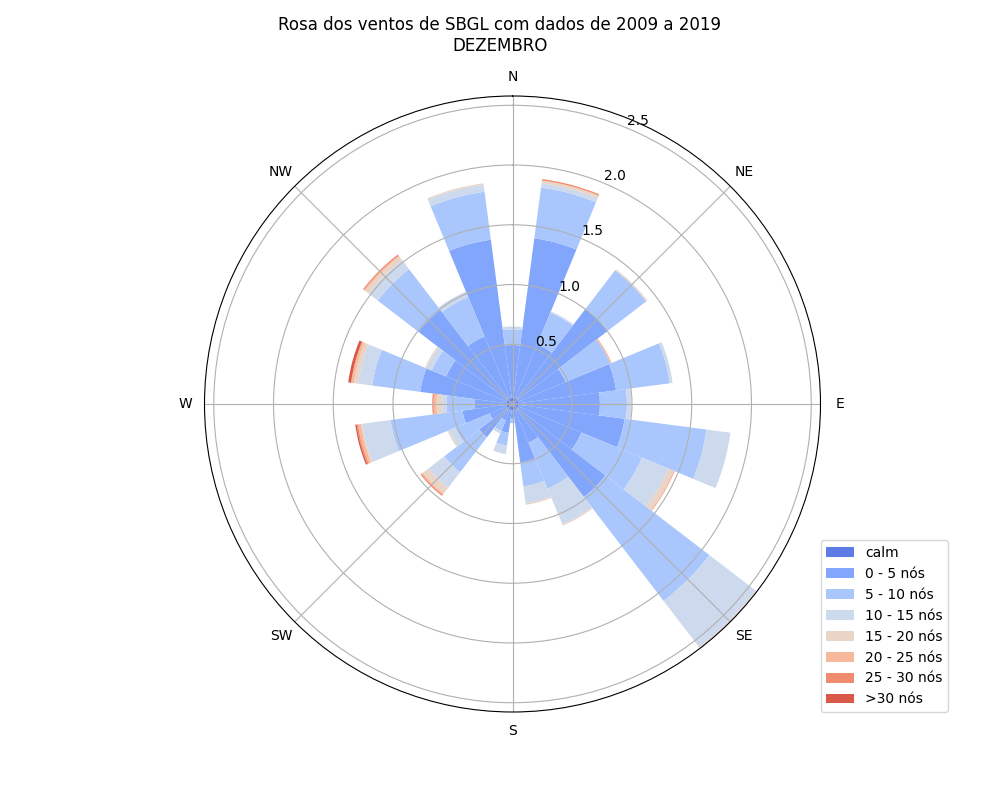 Rosa dos ventos de SBGL com dados de 2009 a 2019
DEZEMBRO
N
2.5
NW
NE
2.0
1.5
1.0
0.5
W
E
SW
SE
S
calm
0 - 5 nós
5 - 10 nós
10 - 15 nós
15 - 20 nós
20 - 25 nós
25 - 30 nós
>30 nós